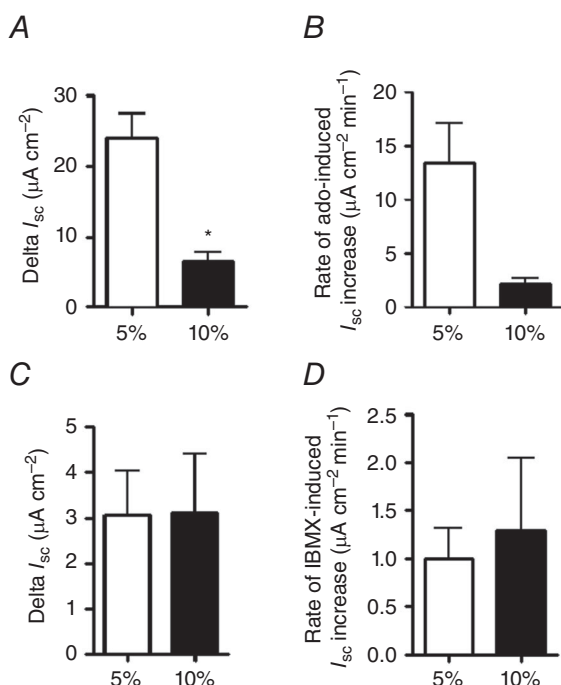 A
Delta Isc (μA cm−2)
30
20
10
0
*
5% 10%
B
Rate of ado-induced
Isc increase (μA cm−2 min−1)
20
15
10
5
0
5% 10%
C
Delta Isc (μA cm−2)
5
4
3
2
1
0
5% 10%
D
Rate of IBMX-induced
Isc increase (μA cm−2 min−1)
2.5
2.0
1.5
1.0
0.5
0.0
5% 10%